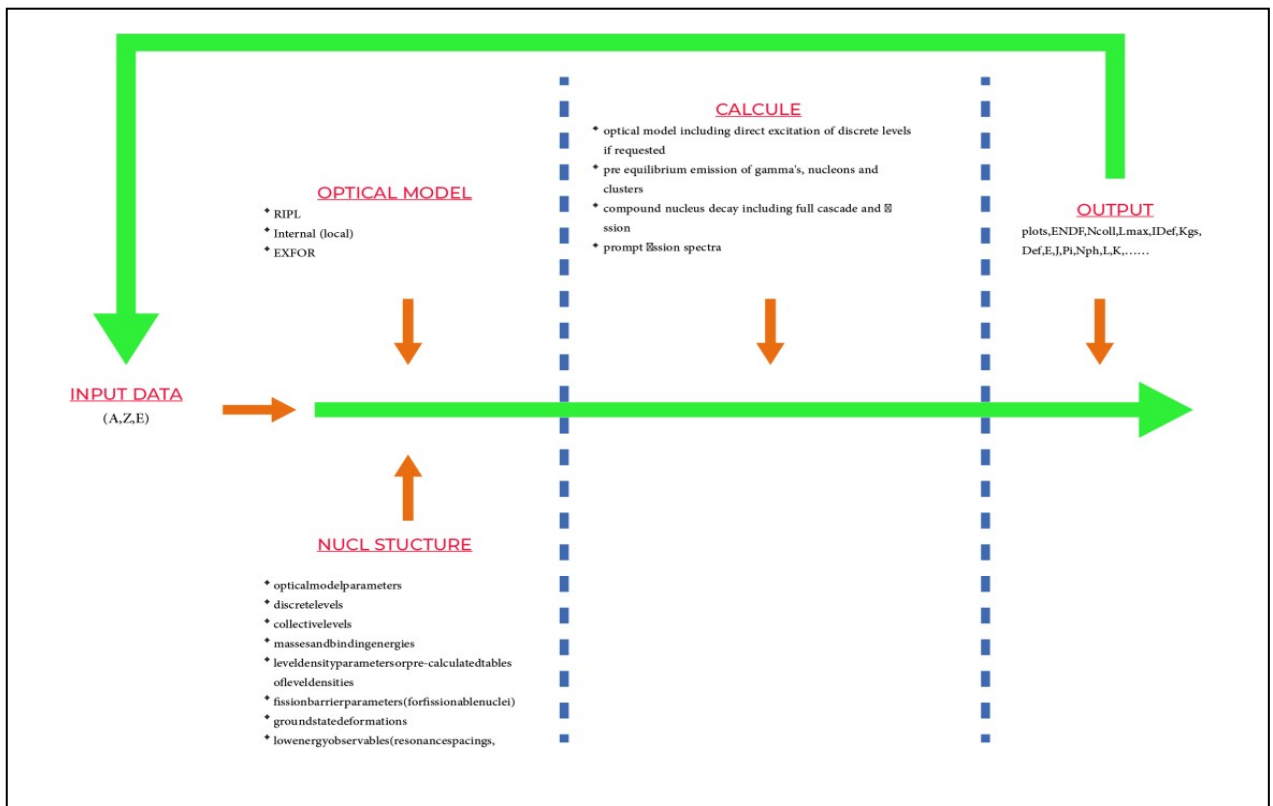 CALCULE
* optical model including direct excitation of discrete levels
if requested
* pre equilibrium emission of gamma's, nucleons and
clusters
* compound nucleus decay including full cascade and �
ssion
* prompt �ssion spectra
OPTICAL MODEL
* RIPL
* Internal (local)
* EXFOR
OUTPUT
plots,ENDF,Ncoll,Lmax,IDef,Kgs,
Def,E,J,Pi,Nph,L,K,......
INPUT DATA
(A,Z,E)
NUCL STUCTURE
* opticalmodelparameters
* discretelevels
* collectivelevels
* massesandbindingenergies
* leveldensityparametersorpre-calculatedtables
ofleveldensities
* fissionbarrierparameters(forfissionablenuclei)
* groundstatedeformations
* lowenergyobservables(resonancespacings,